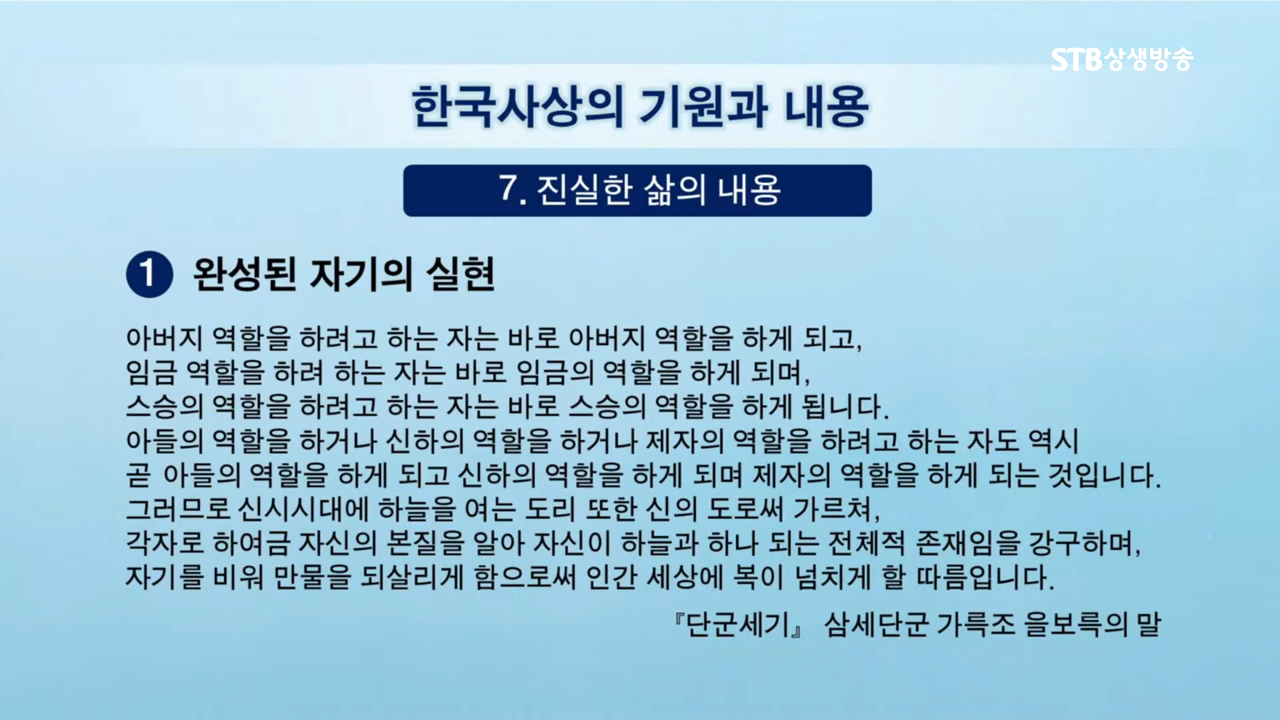 STB상생방송
한국사상의 기원과 내용
7. 진실한 삶의 내용
1 완성된 자기의 실현
아버지 역할을 하려고 하는 자는 바로 아버지 역할을 하게 되고,
임금 역할을 하려 하는 자는 바로 임금의 역할을 하게 되며,
스승의 역할을 하려고 하는 자는 바로 스승의 역할을 하게 됩니다.
아들의 역할을 하거나 신하의 역할을 하거나 제자의 역할을 하려고 하는 자도 역시
곧 아들의 역할을 하게 되고 신하의 역할을 하게 되며 제자의 역할을 하게 되는 것입니다.
그러므로 신시시대에 하늘을 여는 도리 또한 신의 도로써 가르쳐,
각자로 하여금 자신의 본질을 알아 자신이 하늘과 하나 되는 전체적 존재임을 강구하며,
자기를 비워 만물을 되살리게 함으로써 인간 세상에 복이 넘치게 할 따름입니다.
『단군세기』 삼세단군 가륵조 을보륵의 말